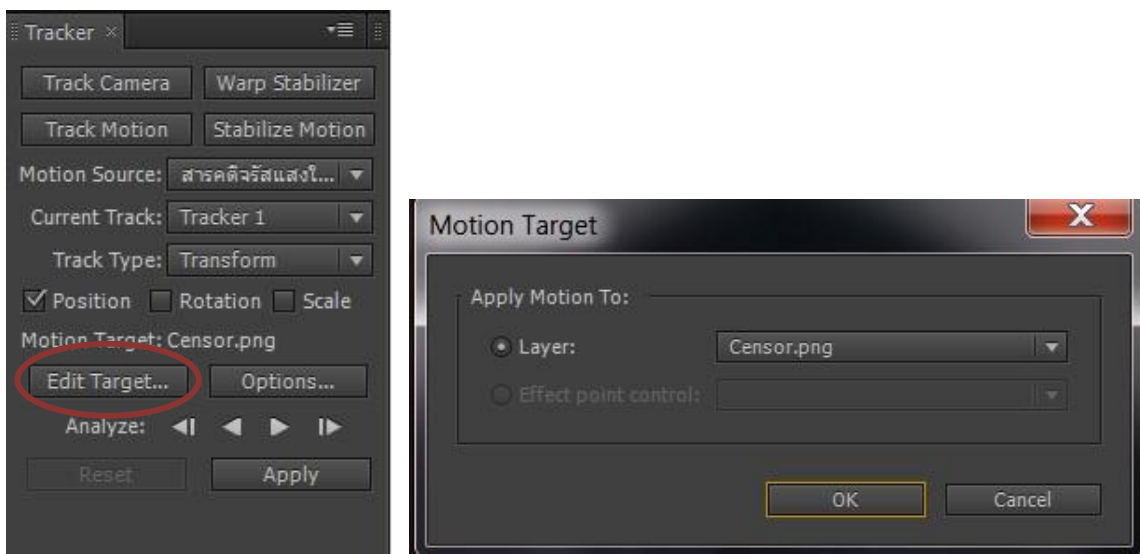 Tracker
Track Camera Warp Stabilizer
Track Motion Stabilize Motion
Motion Source: สารคดีจรัสแสงใ...
Current Track: Tracker 1
Track Type: Transform
Position Rotation Scale
Motion Target: Censor.png
Edit Target... Options...
Analyze:
Reset Apply
Motion Target
Apply Motion To:
Layer: Censor.png
Effect point control:
OK Cancel